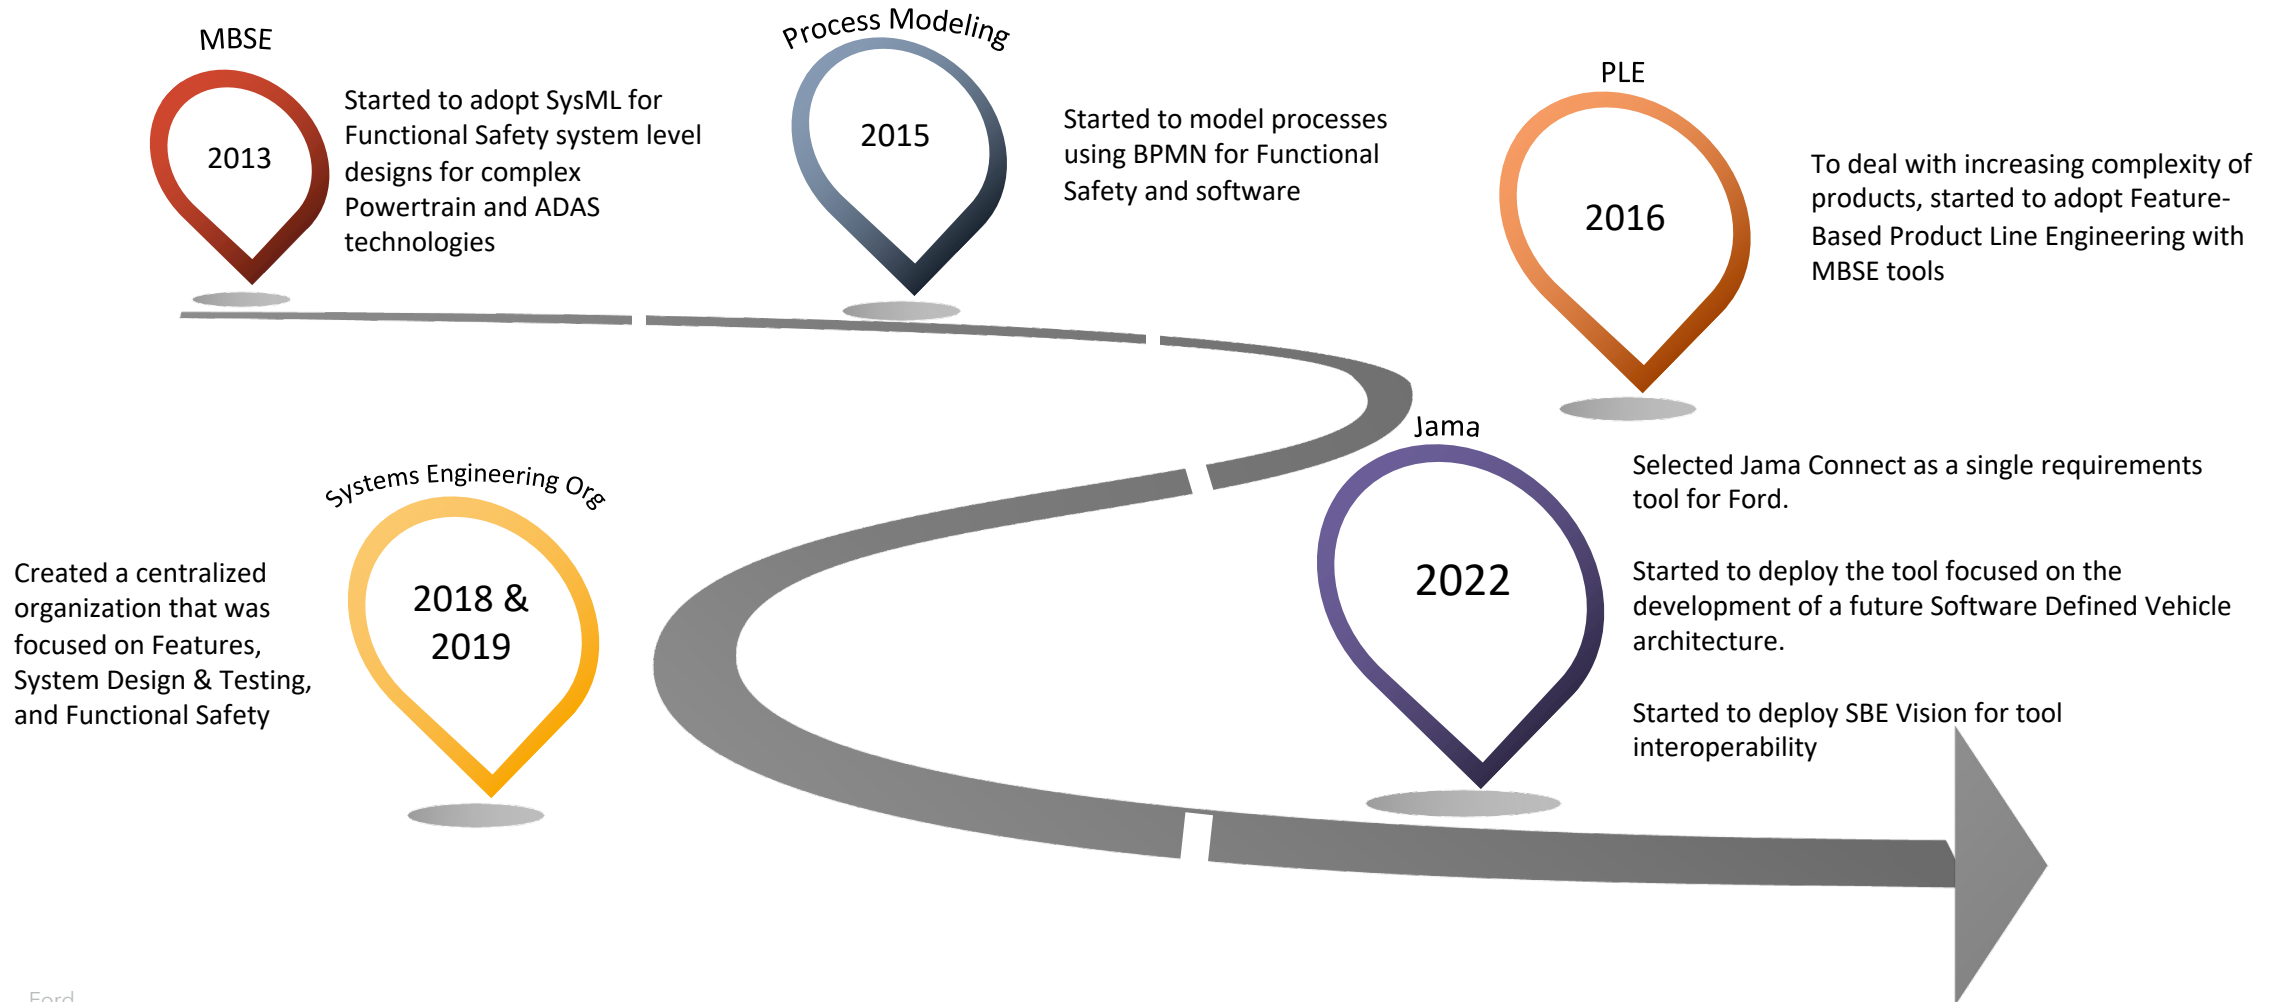 MBSE
2013
Started to adopt SysML for
Functional Safety system level
designs for complex
Powertrain and ADAS
technologies
Process Modeling
2015
Started to model processes
using BPMN for Functional
Safety and software
PLE
2016
To deal with increasing complexity of
products, started to adopt Feature-
Based Product Line Engineering with
MBSE tools
Systems Engineering Org
2018 &
2019
Created a centralized
organization that was
focused on Features,
System Design & Testing,
and Functional Safety
Jama
2022
Selected Jama Connect as a single requirements
tool for Ford.
Started to deploy the tool focused on the
development of a future Software Defined Vehicle
architecture.
Started to deploy SBE Vision for tool
interoperability
Ford